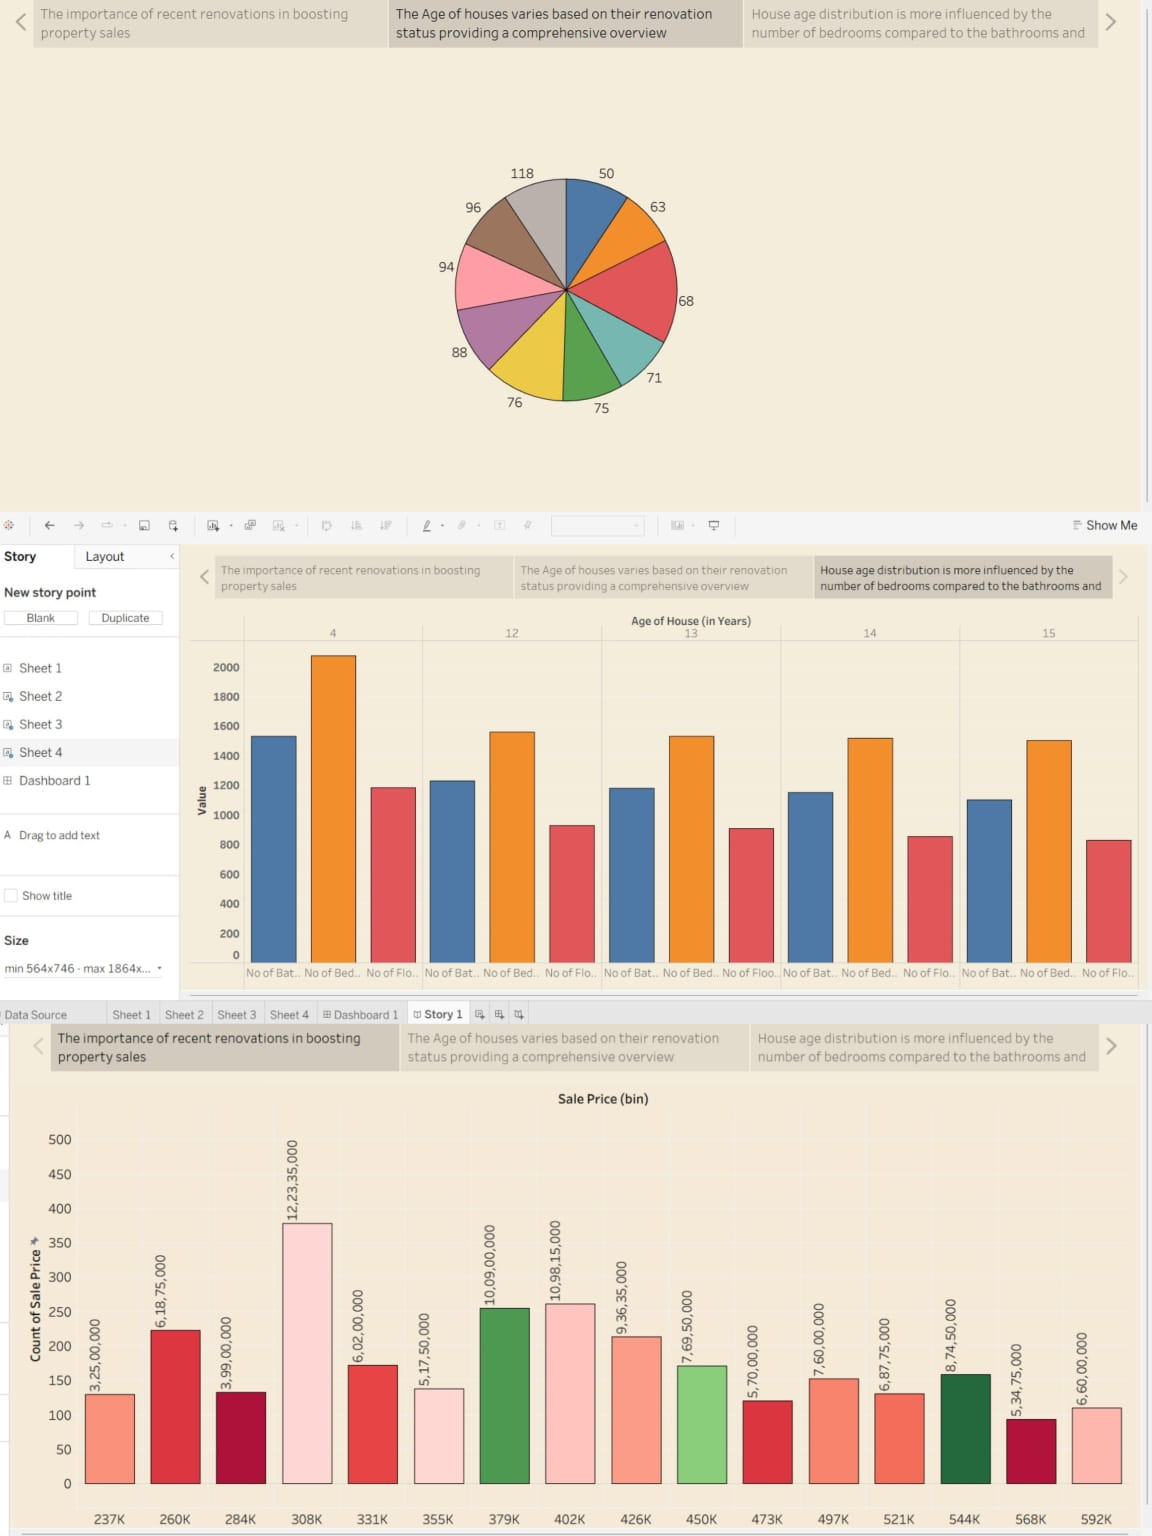 The importance of recent renovations in boosting
property sales
The Age of houses varies based on their renovation
status providing a comprehensive overview
House age distribution is more influenced by the
number of bedrooms compared to the bathrooms and
118
50
96
63
94
68
88
71
76
75
Show Me
Story
Layout
New story point
Blank
Duplicate
Sheet 1
Sheet 2
Sheet 3
Sheet 4
Dashboard 1
A Drag to add text
Show title
Size
min 564x746 - max 1864x...
The importance of recent renovations in boosting
property sales
The Age of houses varies based on their renovation
status providing a comprehensive overview
House age distribution is more influenced by the
number of bedrooms compared to the bathrooms and
Age of House (in Years)
4
12
13
14
15
Value
2000
1800
1600
1400
1200
1000
800
600
400
200
0
No of Bat..
No of Bed..
No of Flo..
No of Bat..
No of Bed..
No of Flo..
No of Bat..
No of Bed..
No of Floo..
No of Bat..
No of Bed..
No of Flo..
No of Bat..
No of Bed..
No of Flo..
Data Source
Sheet 1
Sheet 2
Sheet 3
Sheet 4
Dashboard 1
Story 1
The importance of recent renovations in boosting
property sales
The Age of houses varies based on their renovation
status providing a comprehensive overview
House age distribution is more influenced by the
number of bedrooms compared to the bathrooms and
Sale Price (bin)
Count of Sale Price
500
450
400
350
300
250
200
150
100
50
0
3,25,00,000
6,18,75,000
3,99,00,000
12,23,35,000
6,02,00,000
5,17,50,000
10,09,00,000
10,98,15,000
9,36,35,000
7,69,50,000
5,70,00,000
7,60,00,000
6,87,75,000
8,74,50,000
5,34,75,000
6,60,00,000
237K
260K
284K
308K
331K
355K
379K
402K
426K
450K
473K
497K
521K
544K
568K
592K